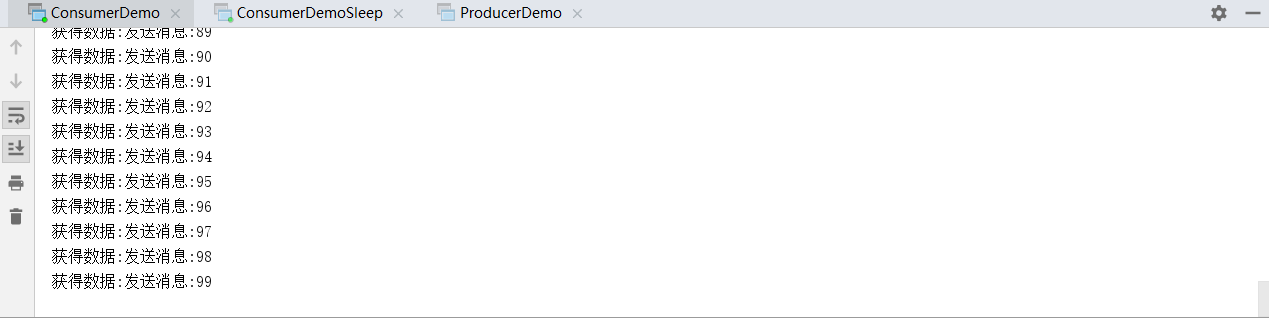 ConsumerDemo ConsumerDemoSleep ProducerDemo
获得数据:发送消息:89
获得数据:发送消息:90
获得数据:发送消息:91
获得数据:发送消息:92
获得数据:发送消息:93
获得数据:发送消息:94
获得数据:发送消息:95
获得数据:发送消息:96
获得数据:发送消息:97
获得数据:发送消息:98
获得数据:发送消息:99